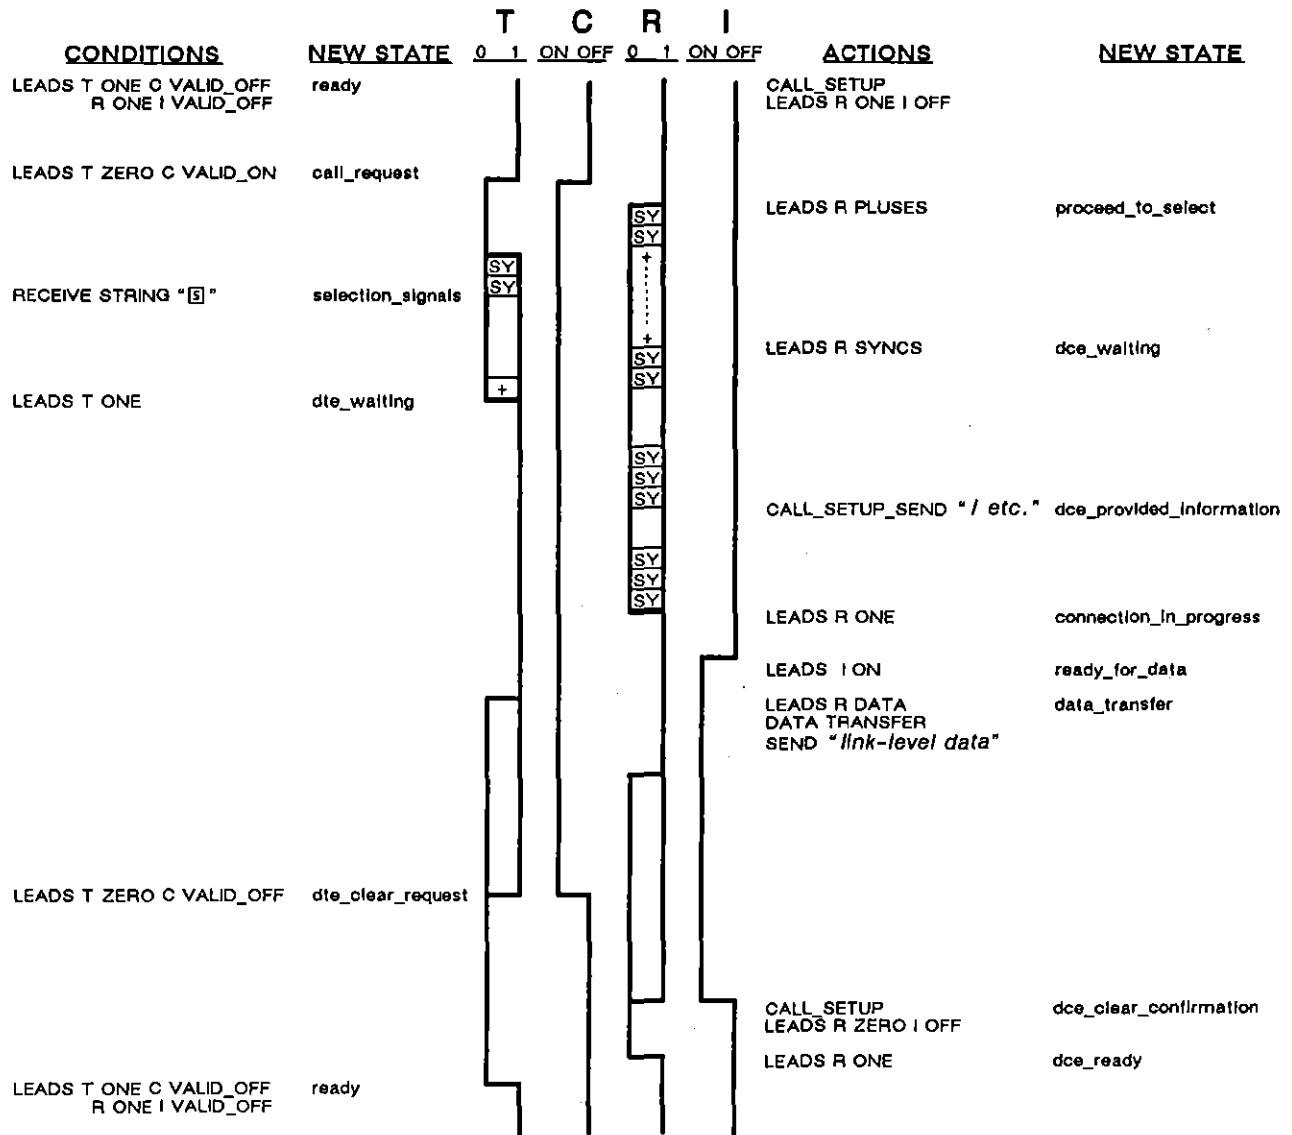 T C R I
CONDITIONS NEW STATE 0 1 ON OFF 0 1 ON OFF ACTIONS NEW STATE
LEADS T ONE C VALID_OFF ready CALL_SETUP
R ONE I VALID_OFF LEADS R ONE I OFF
LEADS T ZERO C VALID_ON call_request
LEADS R PLUSES proceed_to_select
SY
SY
+
SY
SY
RECEIVE STRING "S" selection_signals
+
LEADS R SYNCS dce_waiting
SY
SY
+
LEADS T ONE dte_waiting
SY
SY
SY
CALL_SETUP_SEND "/ etc." dce_provided_information
SY
SY
SY
LEADS R ONE connection_in_progress
LEADS I ON ready_for_data
LEADS R DATA data_transfer
DATA TRANSFER
SEND "link-level data"
LEADS T ZERO C VALID_OFF dte_clear_request
CALL_SETUP dce_clear_confirmation
LEADS R ZERO I OFF
LEADS R ONE dce_ready
LEADS T ONE C VALID_OFF ready
R ONE I VALID_OFF